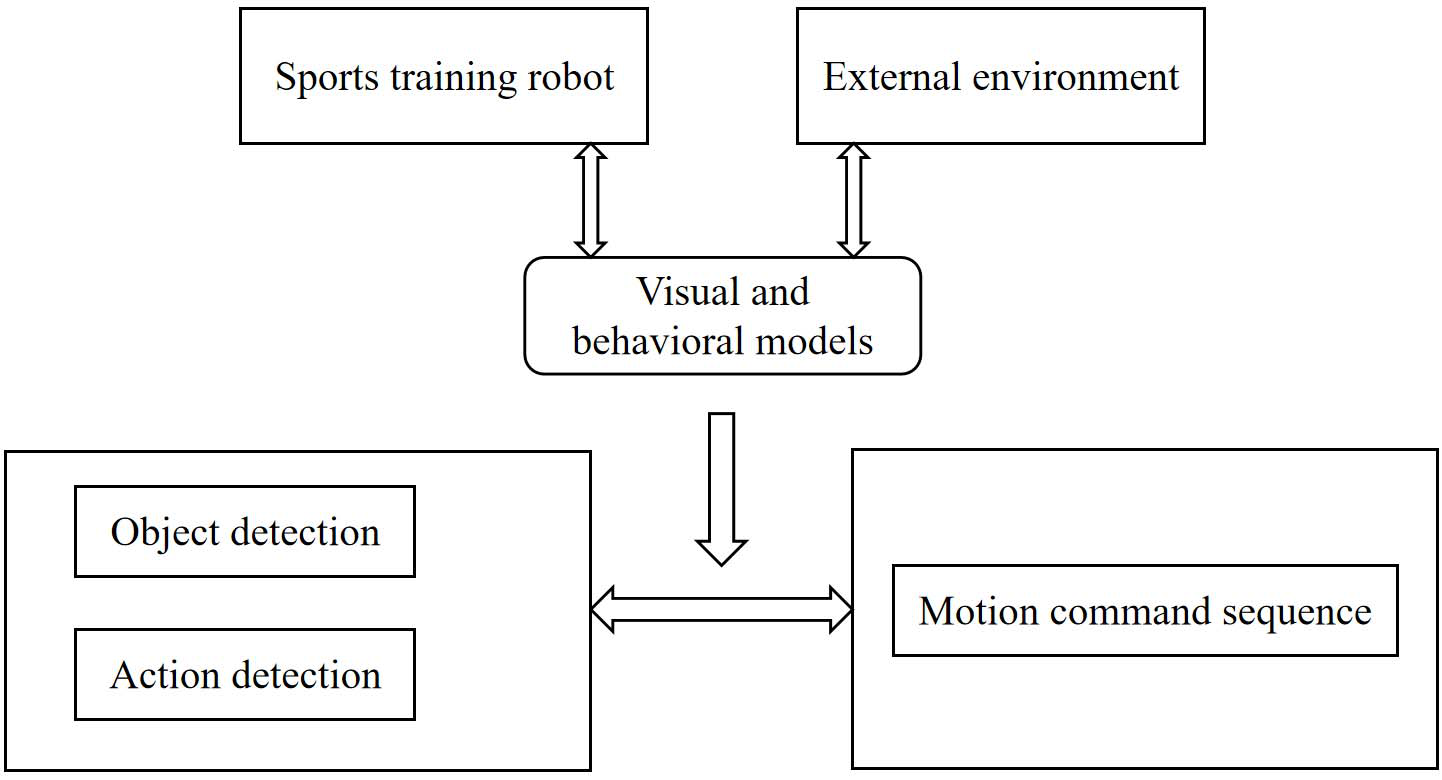 Sports training robot
External environment
Visual and
behavioral models
Object detection
Action detection
Motion command sequence